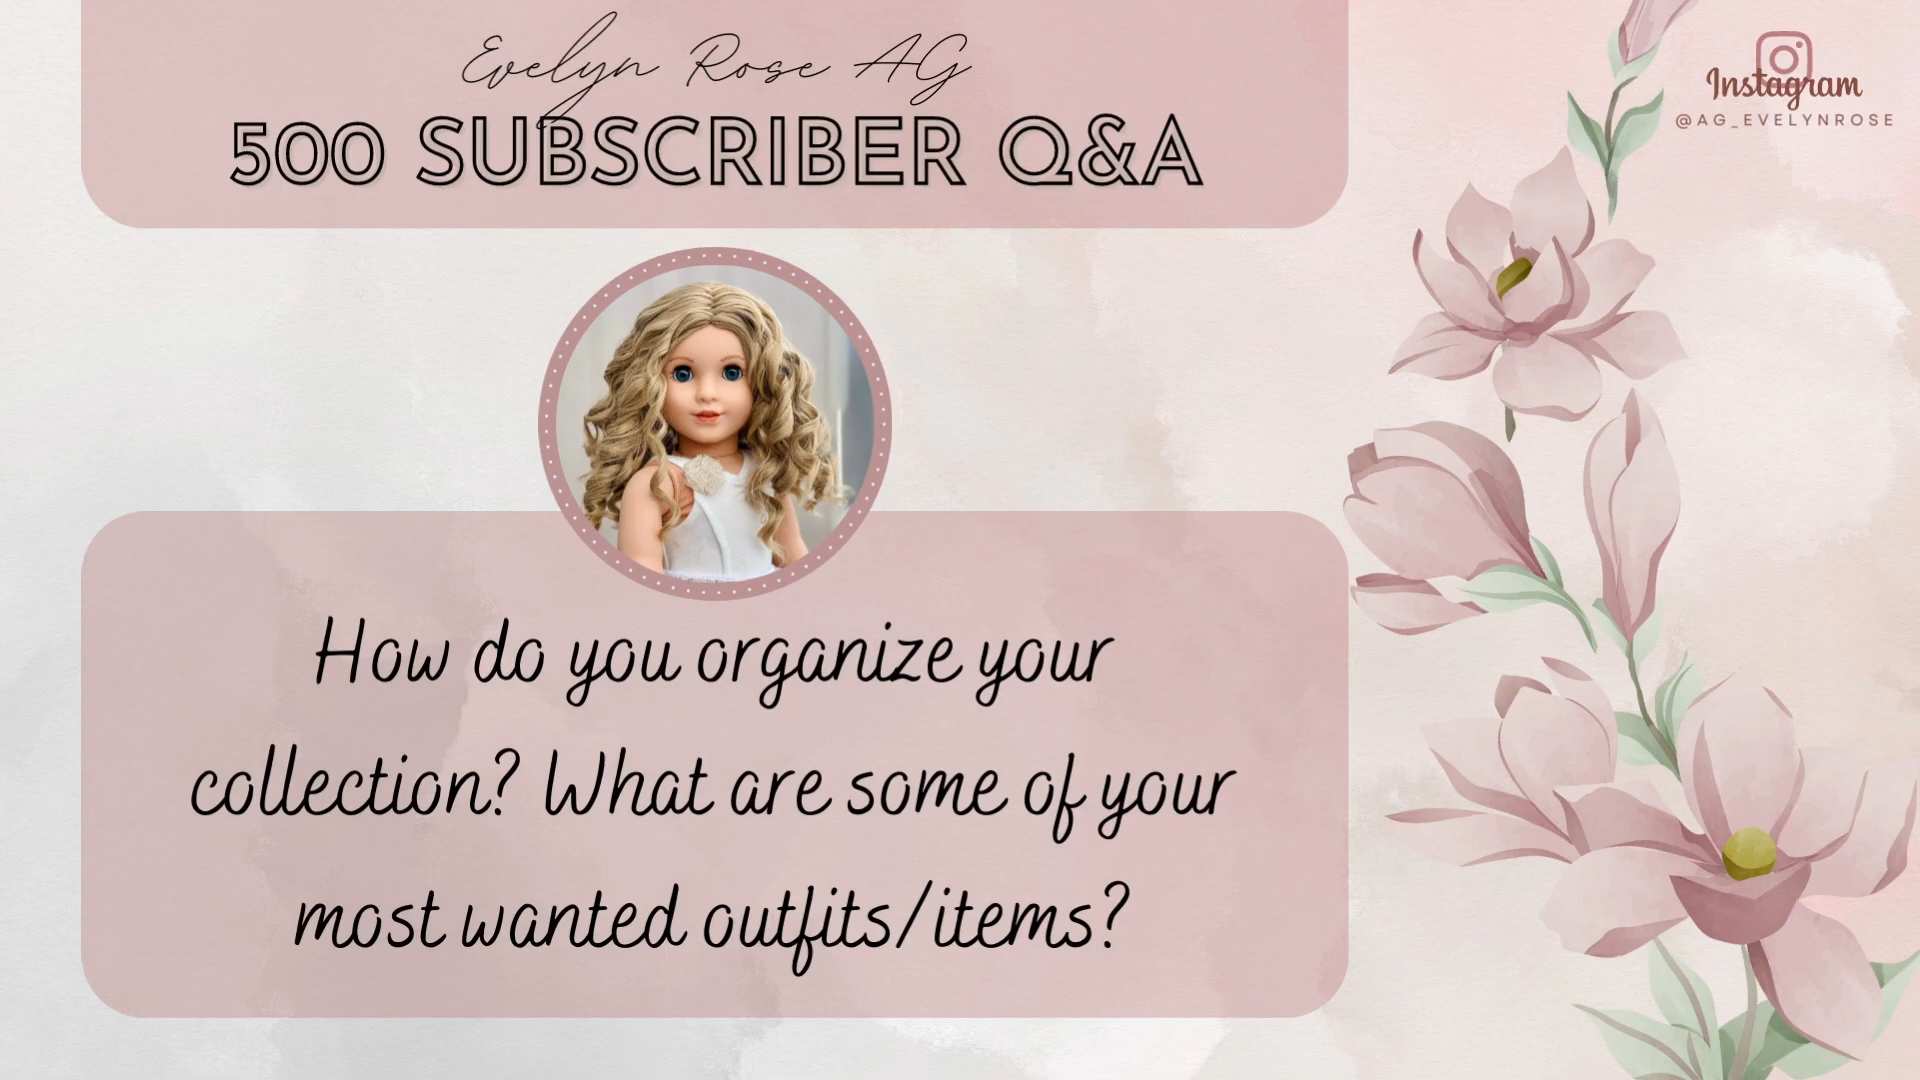 Evelyn Rose AG
500 SUBSCRIBER Q&A
Instagram
@AG_EVELYNROSE
How do you organize your
collection? What are some of your
most wanted outfits/items?